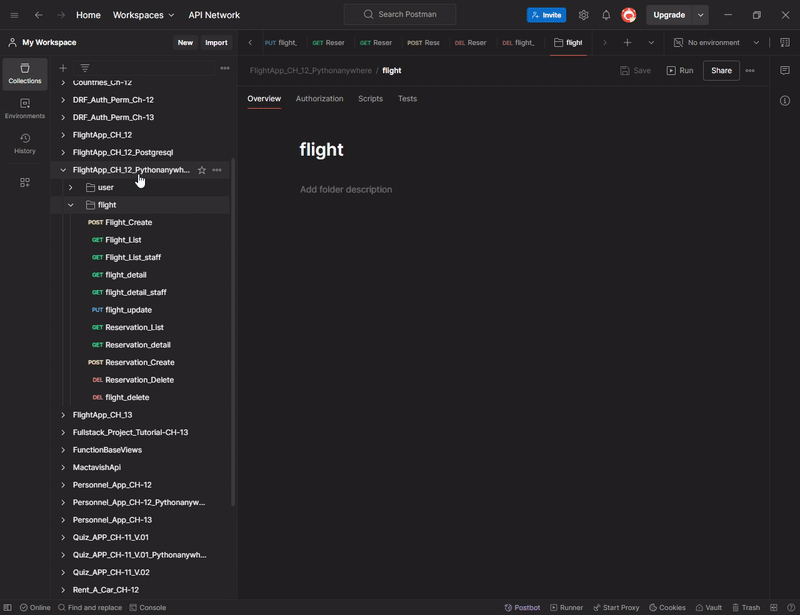 Home Workspaces API Network Search Postman Invite Upgrade
My Workspace New Import PUT flight_ GET Reser GET Reser POST Rese DEL Reser DEL flight_ flight No environment
Collections
Environments
History
Countries_Ch-12
DRF_Auth_Perm_Ch-12
DRF_Auth_Perm_Ch-13
FlightApp_CH_12
FlightApp_CH_12_Postgresql
FlightApp_CH_12_Pythonanywh...
user
flight
POST Flight_Create
GET Flight_List
GET Flight_List_staff
GET flight_detail
GET flight_detail_staff
PUT flight_update
GET Reservation_List
GET Reservation_detail
POST Reservation_Create
DEL Reservation_Delete
DEL flight_delete
FlightApp_CH_13
Fullstack_Project_Tutorial-CH-13
FunctionBaseViews
MactavishApi
Personnel_App_CH-12
Personnel_App_CH-12_Pythonanyw...
Personnel_App_CH-13
Quiz_APP_CH-11_V.01
Quiz_APP_CH-11_V.01_Pythonanywh...
Quiz_APP_CH-11_V.02
Rent_A_Car_CH-12
FlightApp_CH_12_Pythonanywhere / flight Save Run Share
Overview Authorization Scripts Tests
flight
Add folder description
Online Find and replace Console Postbot Runner Start Proxy Cookies Vault Trash